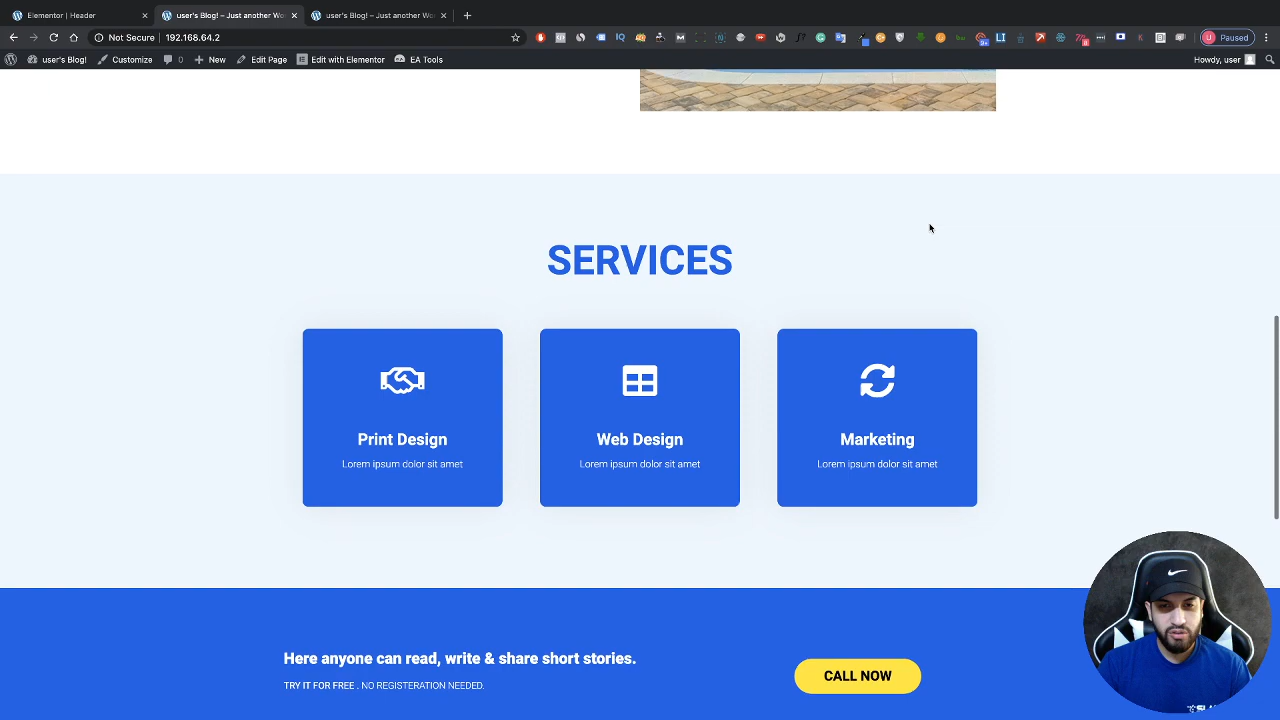 Elementor | Header
user's Blog! – Just another Wo
user's Blog! – Just another Wo
Not Secure | 192.168.64.2
Paused
user's Blog!
Customize
0
New
Edit Page
Edit with Elementor
EA Tools
Howdy, user
SERVICES
Print Design
Lorem ipsum dolor sit amet
Web Design
Lorem ipsum dolor sit amet
Marketing
Lorem ipsum dolor sit amet
Here anyone can read, write & share short stories.
TRY IT FOR FREE . NO REGISTERATION NEEDED.
CALL NOW